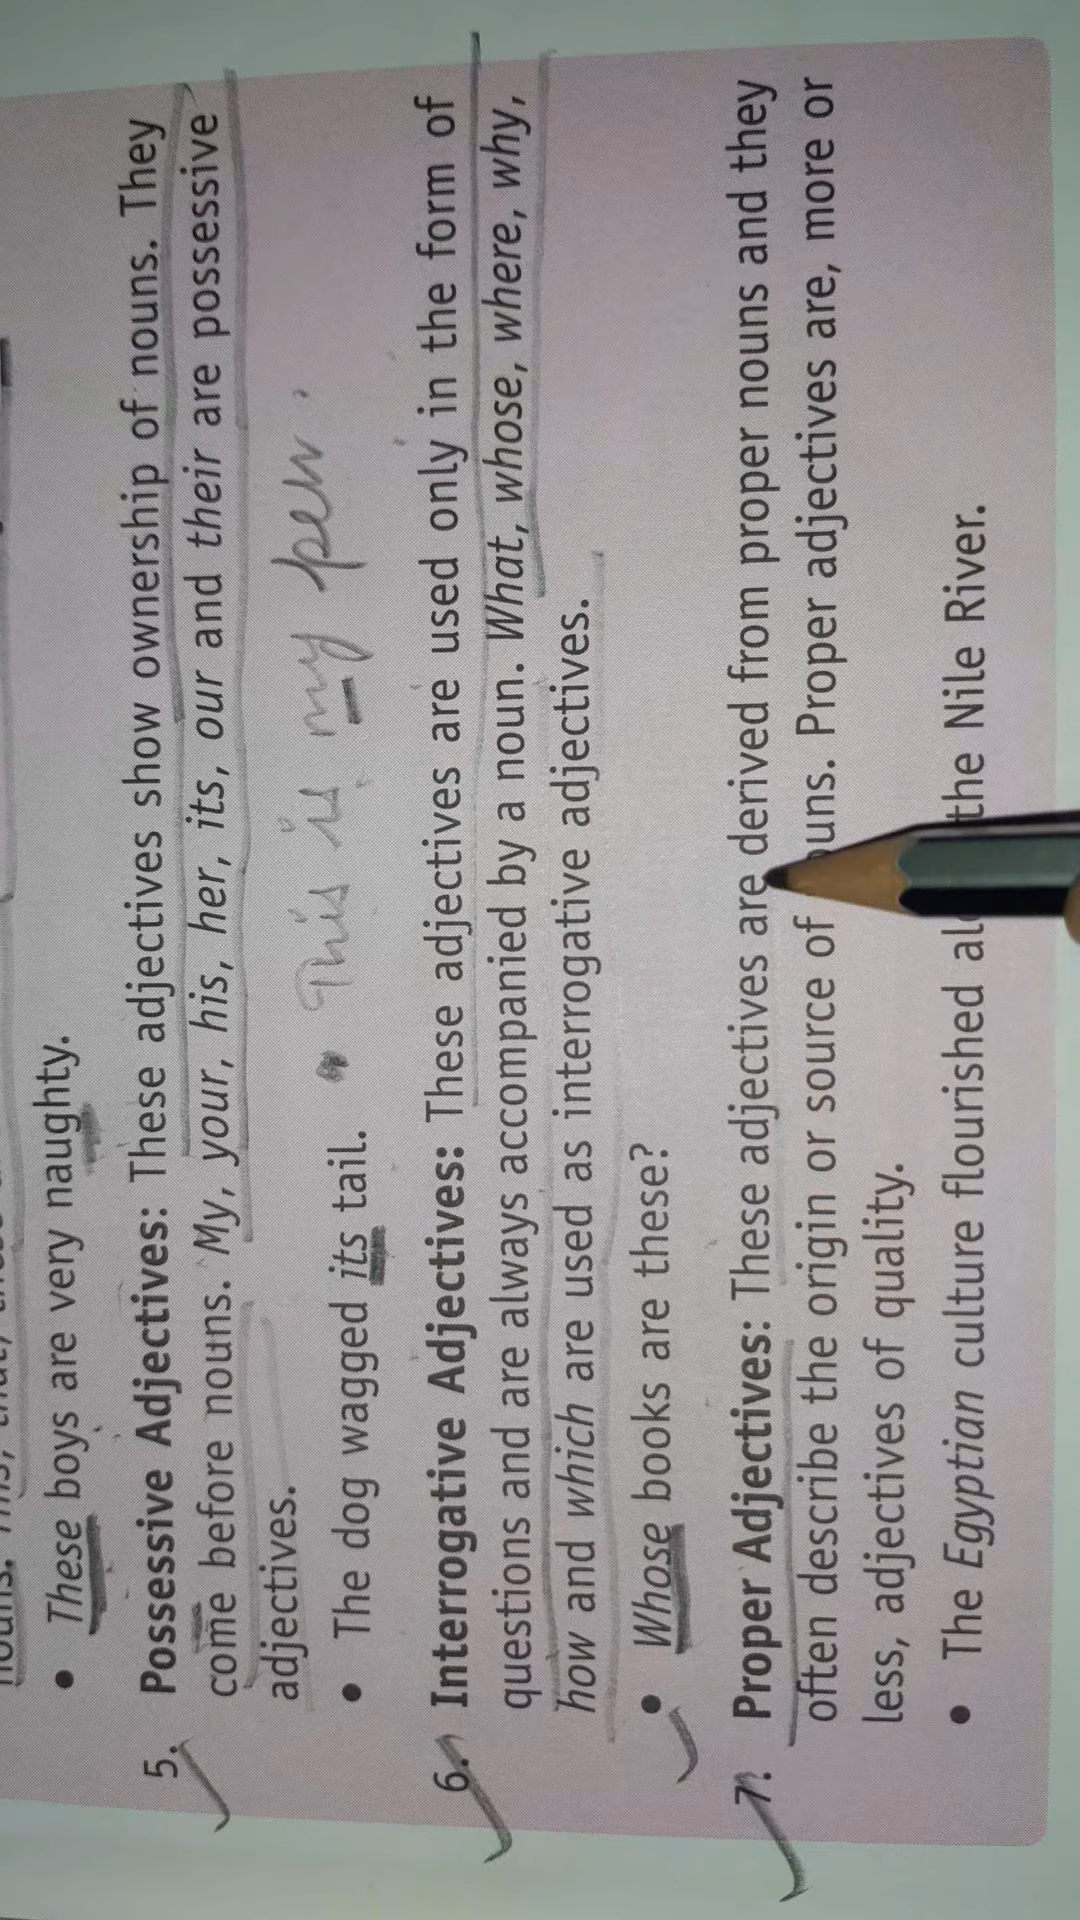 • These boys are very naughty.
5. Possessive Adjectives: These adjectives show ownership of nouns. They
come before nouns. My, your, his, her, its, our and their are possessive
adjectives.
• The dog wagged its tail. • This is my pen.
6. Interrogative Adjectives: These adjectives are used only in the form of
questions and are always accompanied by a noun. What, whose, where, why,
how and which are used as interrogative adjectives.
• Whose books are these?
7. Proper Adjectives: These adjectives are derived from proper nouns and they
often describe the origin or source of ouns. Proper adjectives are, more or
less, adjectives of quality.
• The Egyptian culture flourished the Nile River.